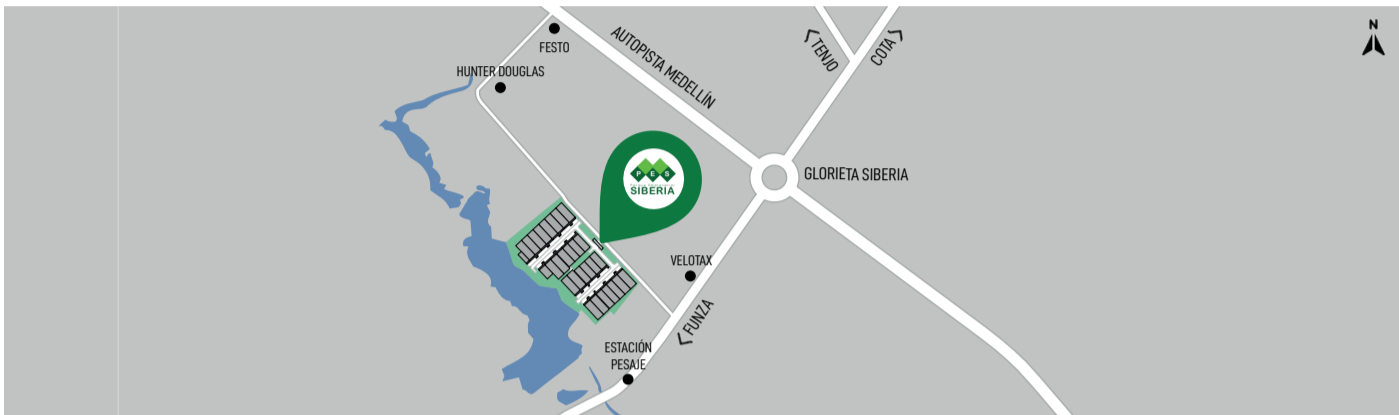 N
FESTO
AUTOPISTA MEDELLÍN
< TENJO
COTA >
HUNTER DOUGLAS
P E S
SIBERIA
GLORIETA SIBERIA
VELOTAX
< FUNZA
ESTACIÓN
PESAJE